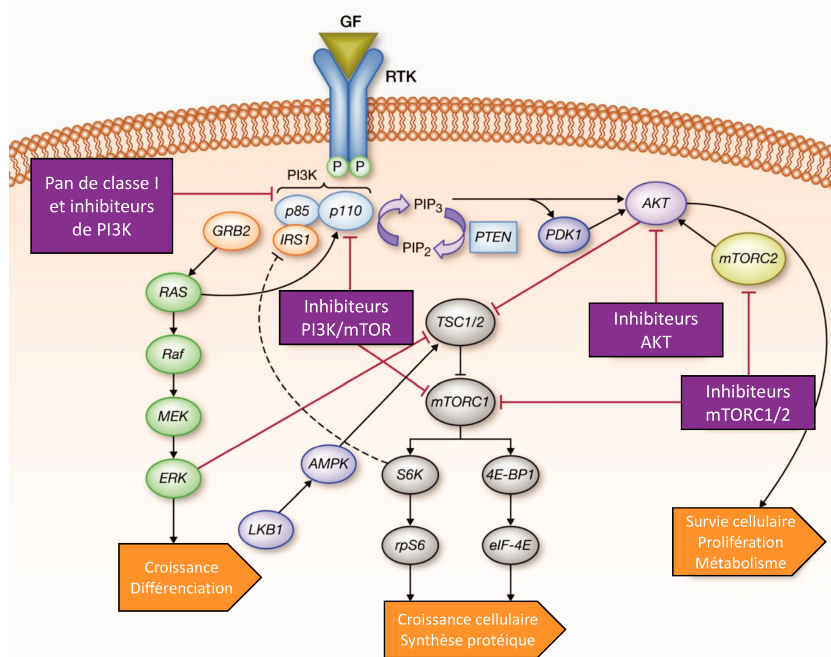 GF
RTK
P P
PI3K
Pan de classe I
et inhibiteurs
de PI3K
p85 p110
IRS1
GRB2
PIP3
PIP2
PTEN
PDK1
AKT
mTORC2
RAS
Inhibiteurs
PI3K/mTOR
TSC1/2
Inhibiteurs
AKT
Raf
mTORC1
Inhibiteurs
mTORC1/2
MEK
ERK
AMPK
S6K
4E-BP1
LKB1
rpS6
eIF-4E
Survie cellulaire
Prolifération
Métabolisme
Croissance
Différenciation
Croissance cellulaire
Synthèse protéique